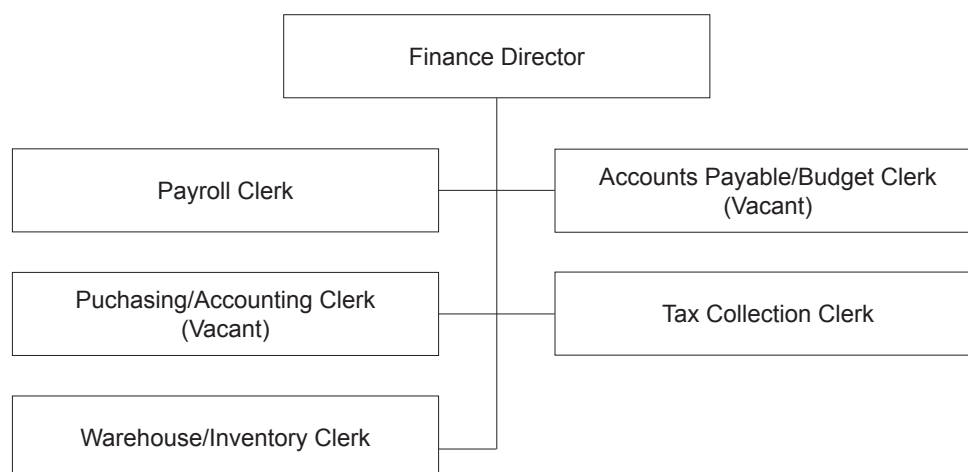 Finance Director
Payroll Clerk
Accounts Payable/Budget Clerk
(Vacant)
Puchasing/Accounting Clerk
(Vacant)
Tax Collection Clerk
Warehouse/Inventory Clerk